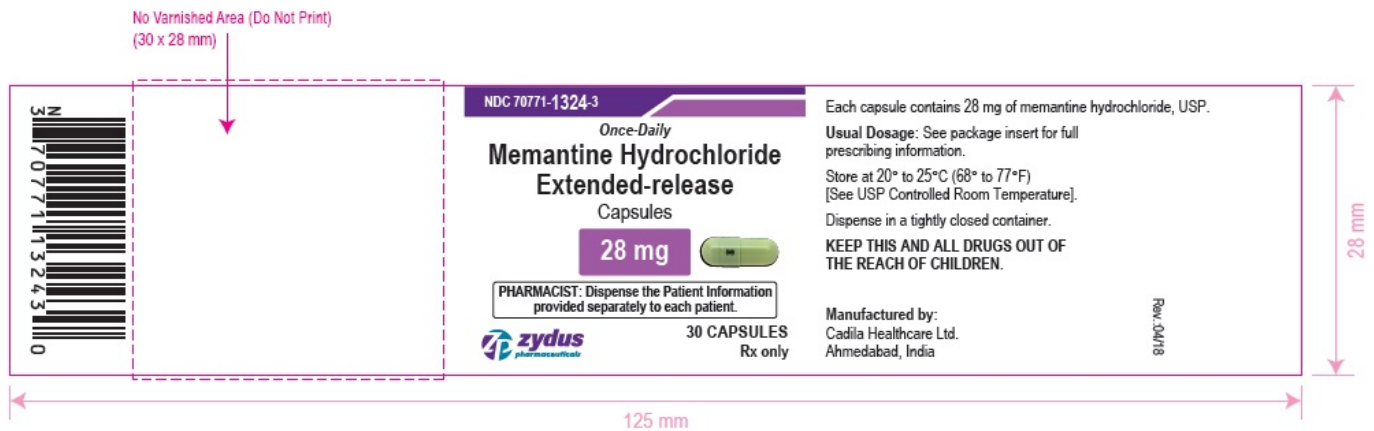 No Varnished Area (Do Not Print)
(30 x 28 mm)
N
3 70771 13243 0
NDC 70771-1324-3
Once-Daily
Memantine Hydrochloride
Extended-release
Capsules
28 mg
PHARMACIST: Dispense the Patient Information
provided separately to each patient.
zydus
pharmaceuticals
30 CAPSULES
Rx only
Each capsule contains 28 mg of memantine hydrochloride, USP.
Usual Dosage: See package insert for full
prescribing information.
Store at 20° to 25°C (68° to 77°F)
[See USP Controlled Room Temperature].
Dispense in a tightly closed container.
KEEP THIS AND ALL DRUGS OUT OF
THE REACH OF CHILDREN.
Manufactured by:
Cadila Healthcare Ltd.
Ahmedabad, India
Rev.:04/18
28 mm
125 mm